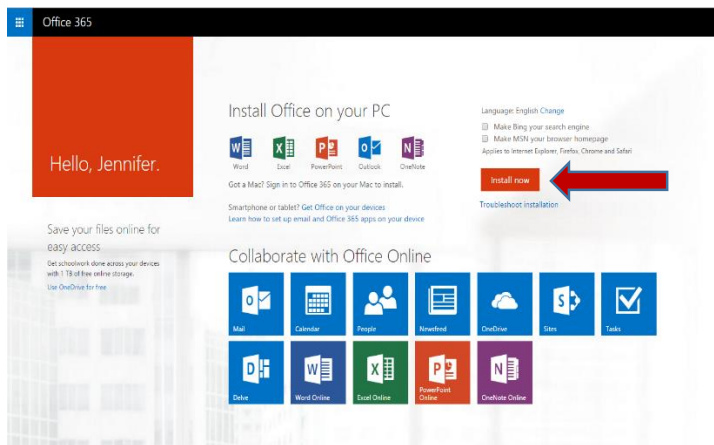 Office 365
Hello, Jennifer.
Save your files online for
easy access
Get schoolwork done across your devices
with 1 TB of free online storage.
Use OneDrive for free
Install Office on your PC
W
X
P
O
N
Word
Excel
PowerPoint
Outlook
OneNote
Got a Mac? Sign in to Office 365 on your Mac to install.
Smartphone or tablet? Get Office on your devices
Learn how to set up email and Office 365 apps on your device
Language: English Change
Make Bing your search engine
Make MSN your browser homepage
Applies to Internet Explorer, Firefox, Chrome and Safari
Install now
Troubleshoot installation
Collaborate with Office Online
O
S
Mail
Calendar
People
Newsfeed
OneDrive
Sites
Tasks
D
W
X
P
N
Delve
Word Online
Excel Online
PowerPoint
Online
OneNote Online